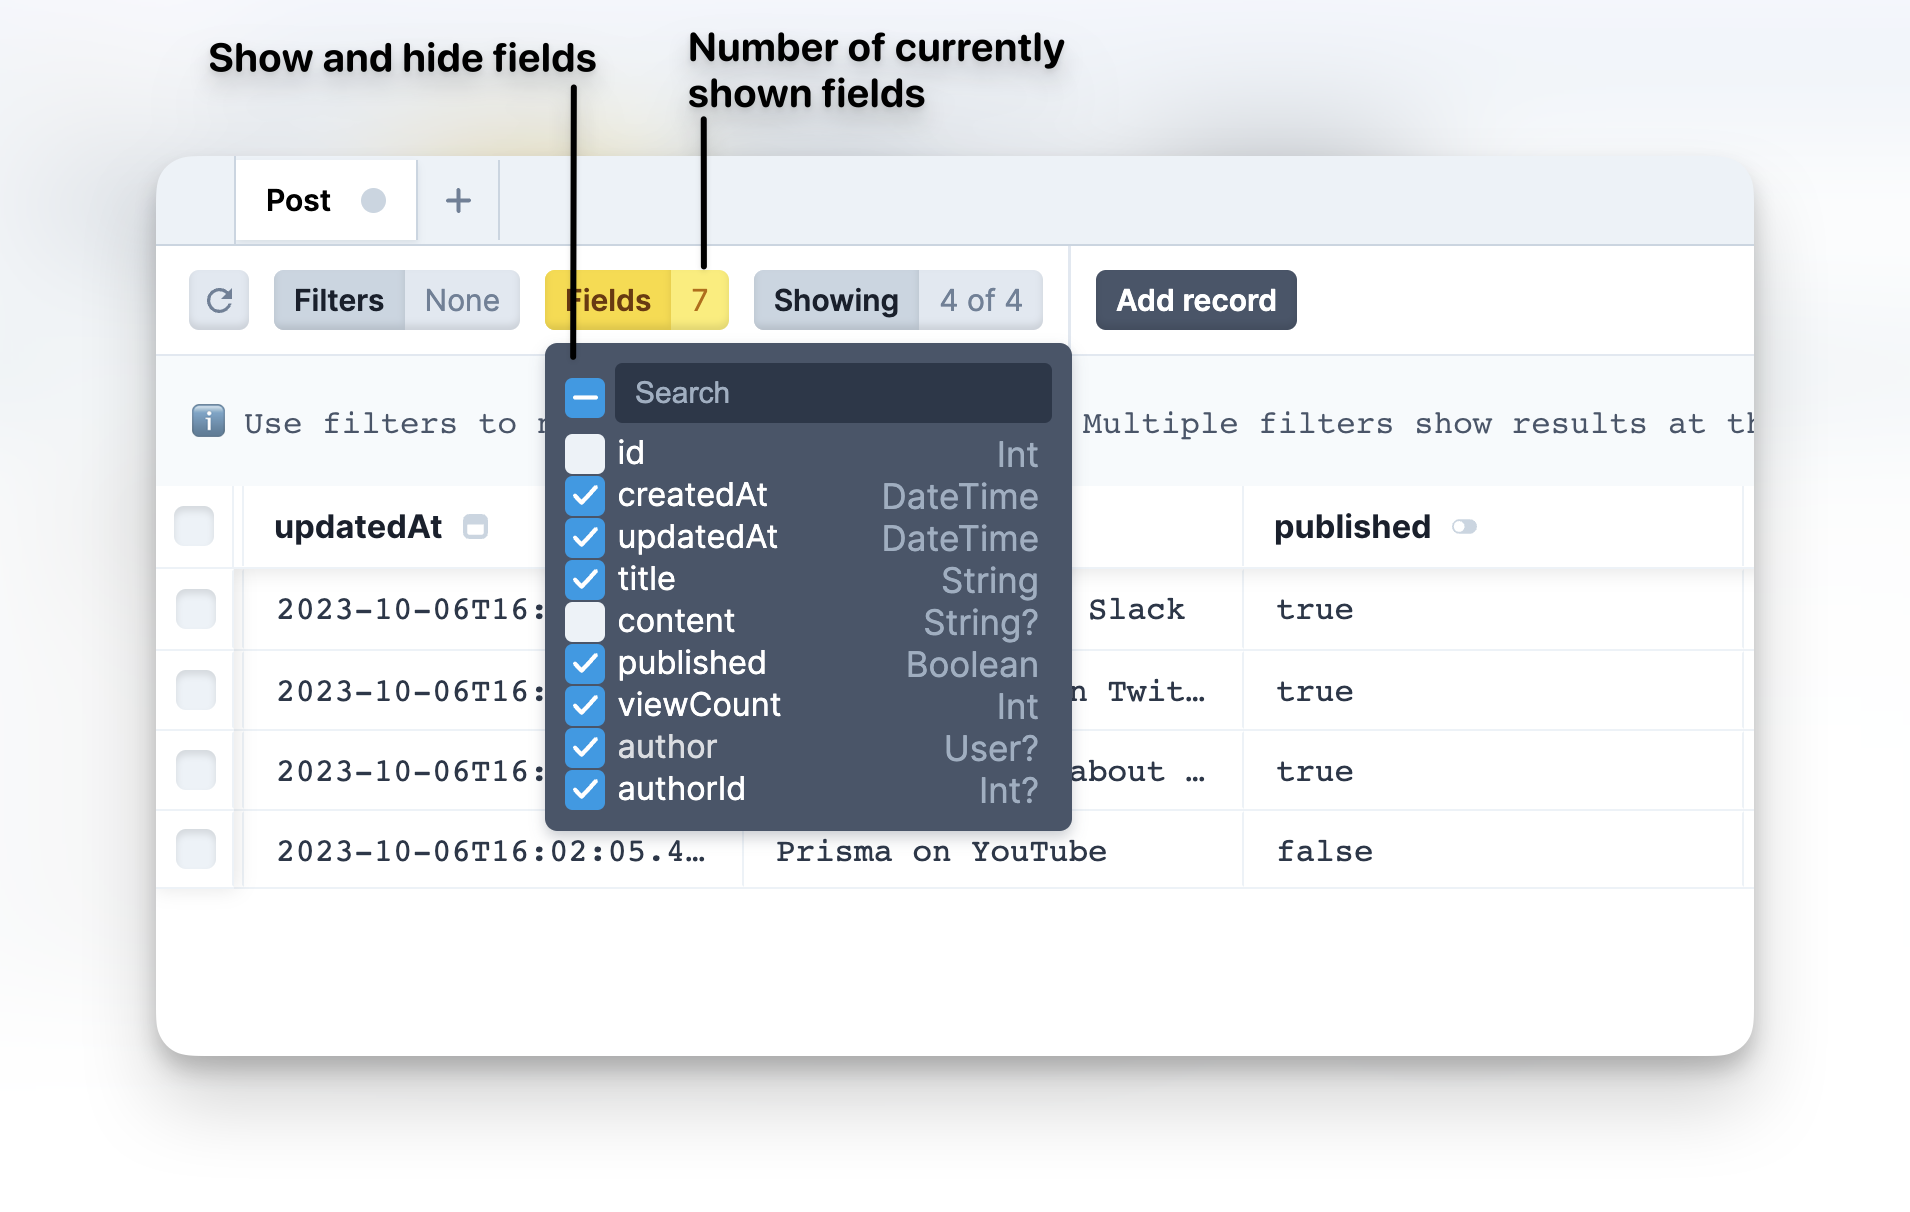 Show and hide fields
Number of currently
shown fields
Post
Filters None Fields 7 Showing 4 of 4 Add record
Search
Use filters to
Multiple filters show results at
id Int
createdAt DateTime
updatedAt DateTime
title String
content String?
published Boolean
viewCount Int
author User?
authorId Int?
updatedAt published
2023-10-06T16: Slack true
2023-10-06T16: Twit… true
2023-10-06T16: about … true
2023-10-06T16:02:05.4… Prisma on YouTube false